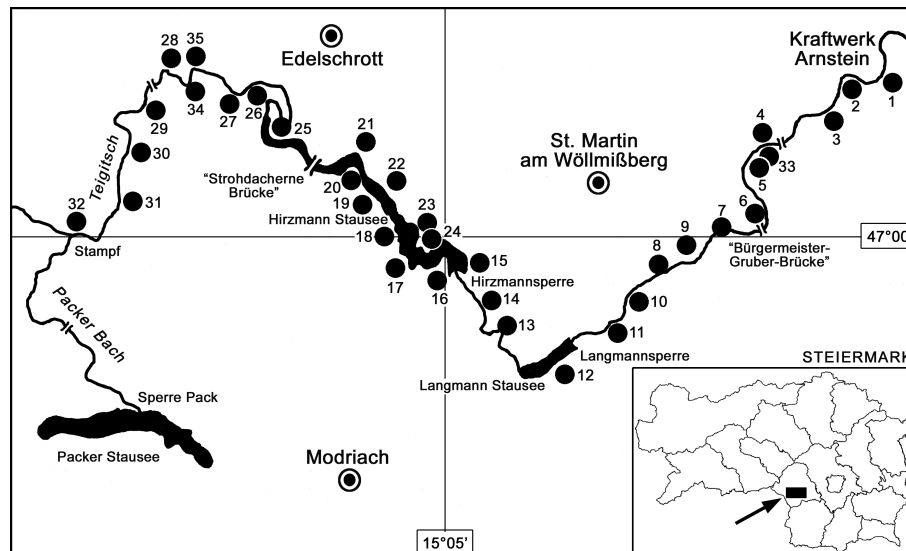 28
35
Edelschrott
Kraftwerk
Arnstein
34
27
26
2
1
29
25
21
4
3
30
Teigitsch
St. Martin
am Wöllmißberg
33
"Strohdacherne
Brücke"
20
22
5
31
19
6
32
Hirzmann Stausee
23
7
Stampf
18
24
9
47°00'
8
"Bürgermeister-
Gruber-Brücke"
17
16
15
Hirzmannsperre
14
10
Packer Bach
13
11
Langmannsperre
STEIERMARK
Langmann Stausee
12
Sperre Pack
Packer Stausee
Modriach
15°05'